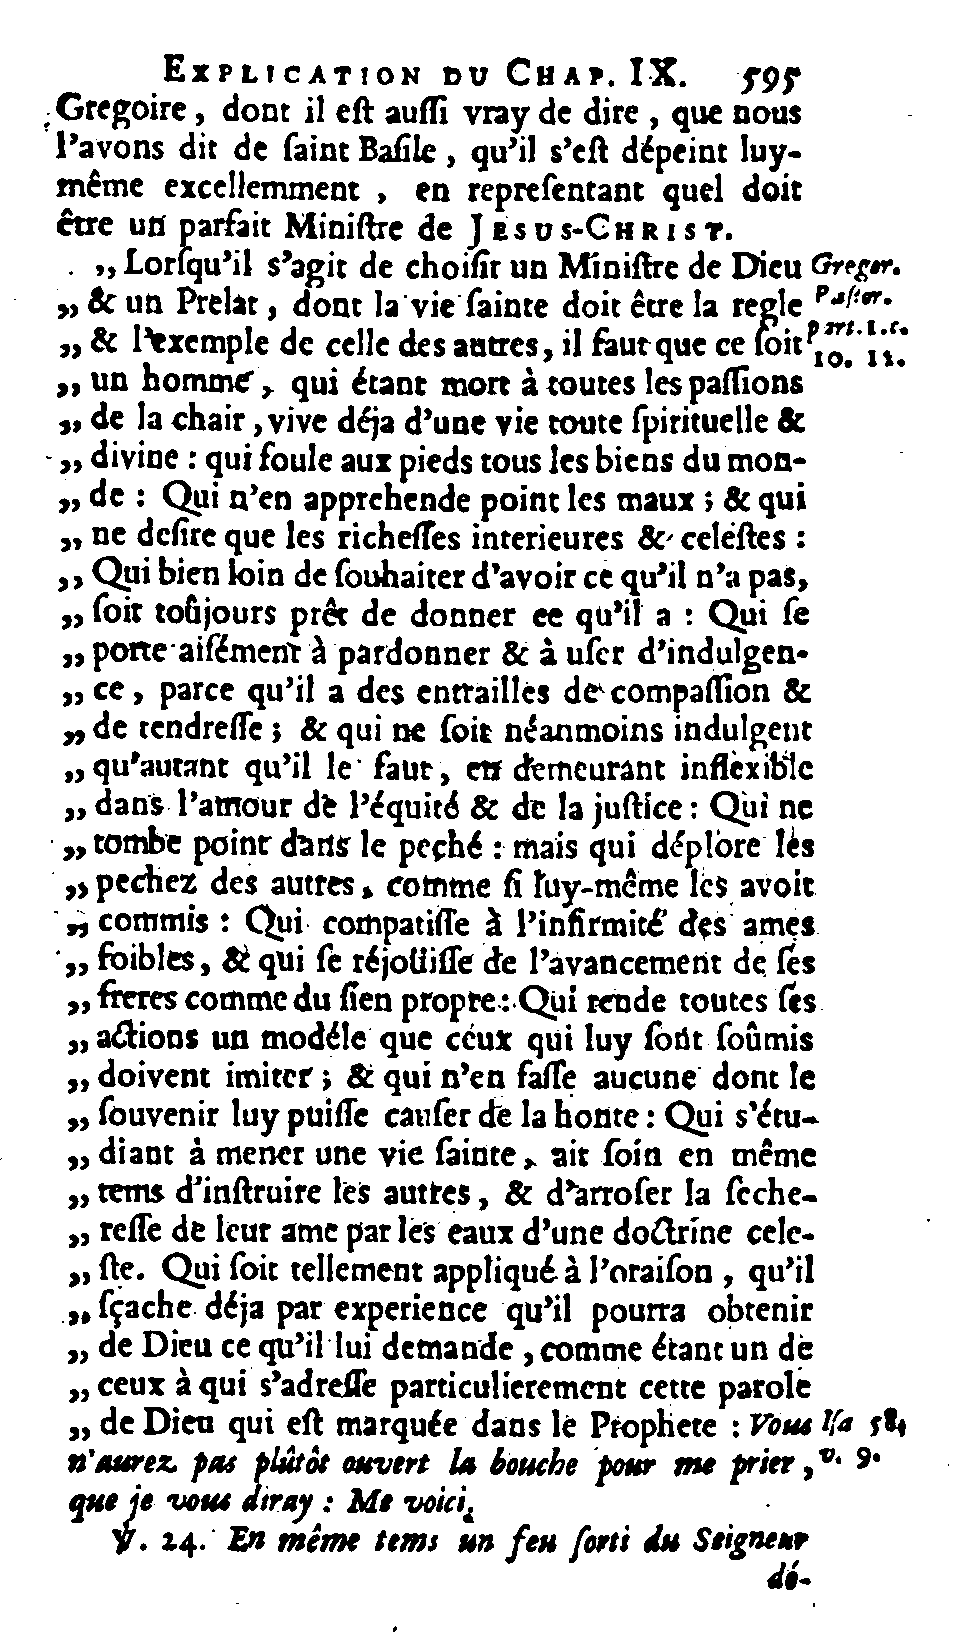 EXPLICATION DU CHAP. IX. 595
Gregoire, dont il eſt auſſi vray de dire, que nous
l'avons dit de ſaint Baſile, qu'il s'eſt dépeint luy-
même excellemment, en repreſentant quel doit
être un parfait Miniſtre de JESUS-CHRIST.
„ Lorſqu'il s'agit de choiſir un Miniſtre de Dieu Gregor.
„ & un Prelat, dont la vie ſainte doit être la regle Paſtor.
„ & l'exemple de celle des autres, il faut que ce ſoit part. 1. c.
10. 11.
„ un homme, qui étant mort à toutes les paſſions
„ de la chair, vive déja d'une vie toute ſpirituelle &
„ divine : qui foule aux pieds tous les biens du mon-
„ de : Qui n'en apprehende point les maux ; & qui
„ ne deſire que les richeſſes interieures & celeſtes :
„ Qui bien loin de ſouhaiter d'avoir ce qu'il n'a pas,
„ ſoit toûjours prêt de donner ce qu'il a : Qui ſe
„ porte aiſément à pardonner & à uſer d'indulgen-
„ ce, parce qu'il a des entrailles de compaſſion &
„ de tendreſſe ; & qui ne ſoit néanmoins indulgent
„ qu'autant qu'il le faut, en demeurant inflexible
„ dans l'amour de l'équité & de la juſtice : Qui ne
„ tombe point dans le peché : mais qui déplore les
„ pechez des autres, comme ſi luy-même les avoit
„ commis : Qui compatiſſe à l'infirmité des ames
„ foibles, & qui ſe réjoüiſſe de l'avancement de ſes
„ freres comme du ſien propre : Qui rende toutes ſes
„ actions un modéle que ceux qui luy ſont ſoûmis
„ doivent imiter ; & qui n'en faſſe aucune dont le
„ ſouvenir luy puiſſe cauſer de la honte : Qui s'étu-
„ diant à mener une vie ſainte, ait ſoin en même
„ tems d'inſtruire les autres, & d'arroſer la ſeche-
„ reſſe de leur ame par les eaux d'une doctrine cele-
„ ſte. Qui ſoit tellement appliqué à l'oraiſon, qu'il
„ ſçache déja par experience qu'il pourra obtenir
„ de Dieu ce qu'il lui demande, comme étant un de
„ ceux à qui s'adreſſe particulierement cette parole
„ de Dieu qui eſt marquée dans le Prophete : Vous Iſa 58.
n'aurez pas plûtôt ouvert la bouche pour me prier, v. 9.
que je vous diray : Me voici.
℣. 24. En même tems un feu ſorti du Seigneur
dé-